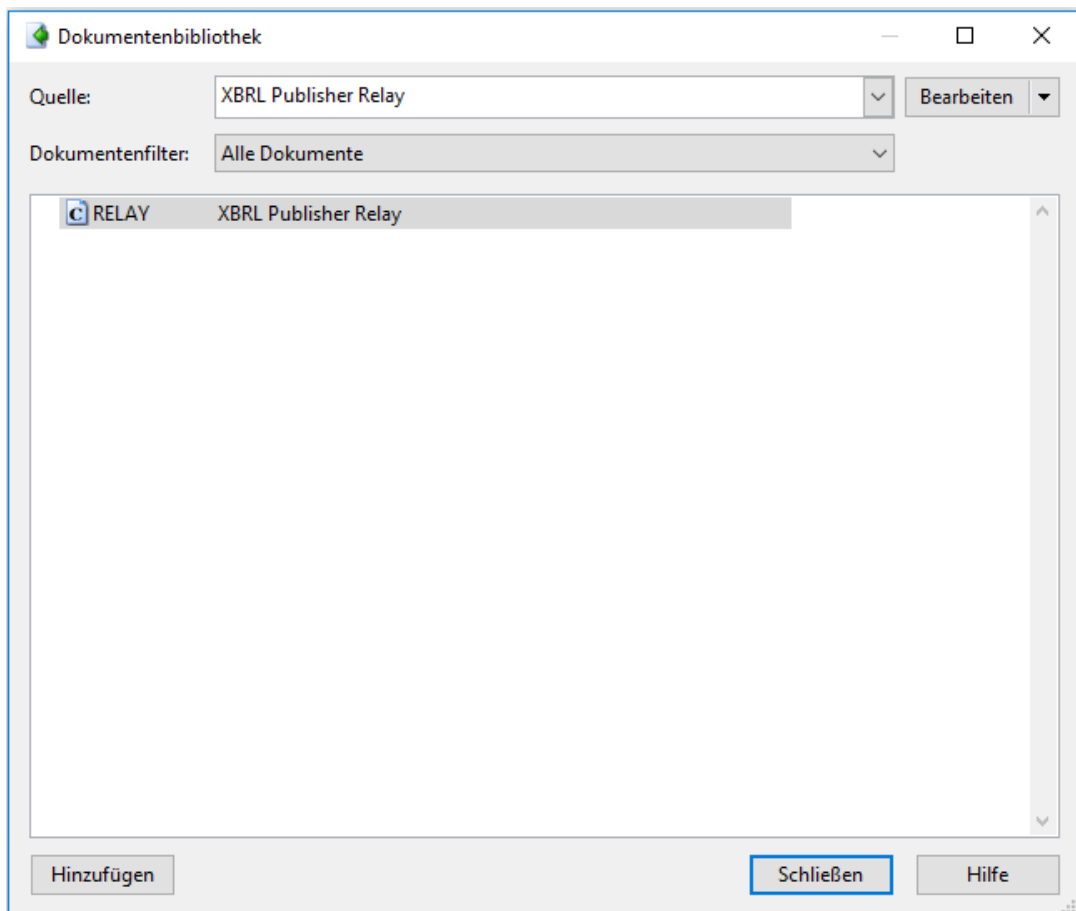 Dokumentenbibliothek
Quelle: XBRL Publisher Relay Bearbeiten
Dokumentenfilter: Alle Dokumente
C RELAY XBRL Publisher Relay
Hinzufügen Schließen Hilfe